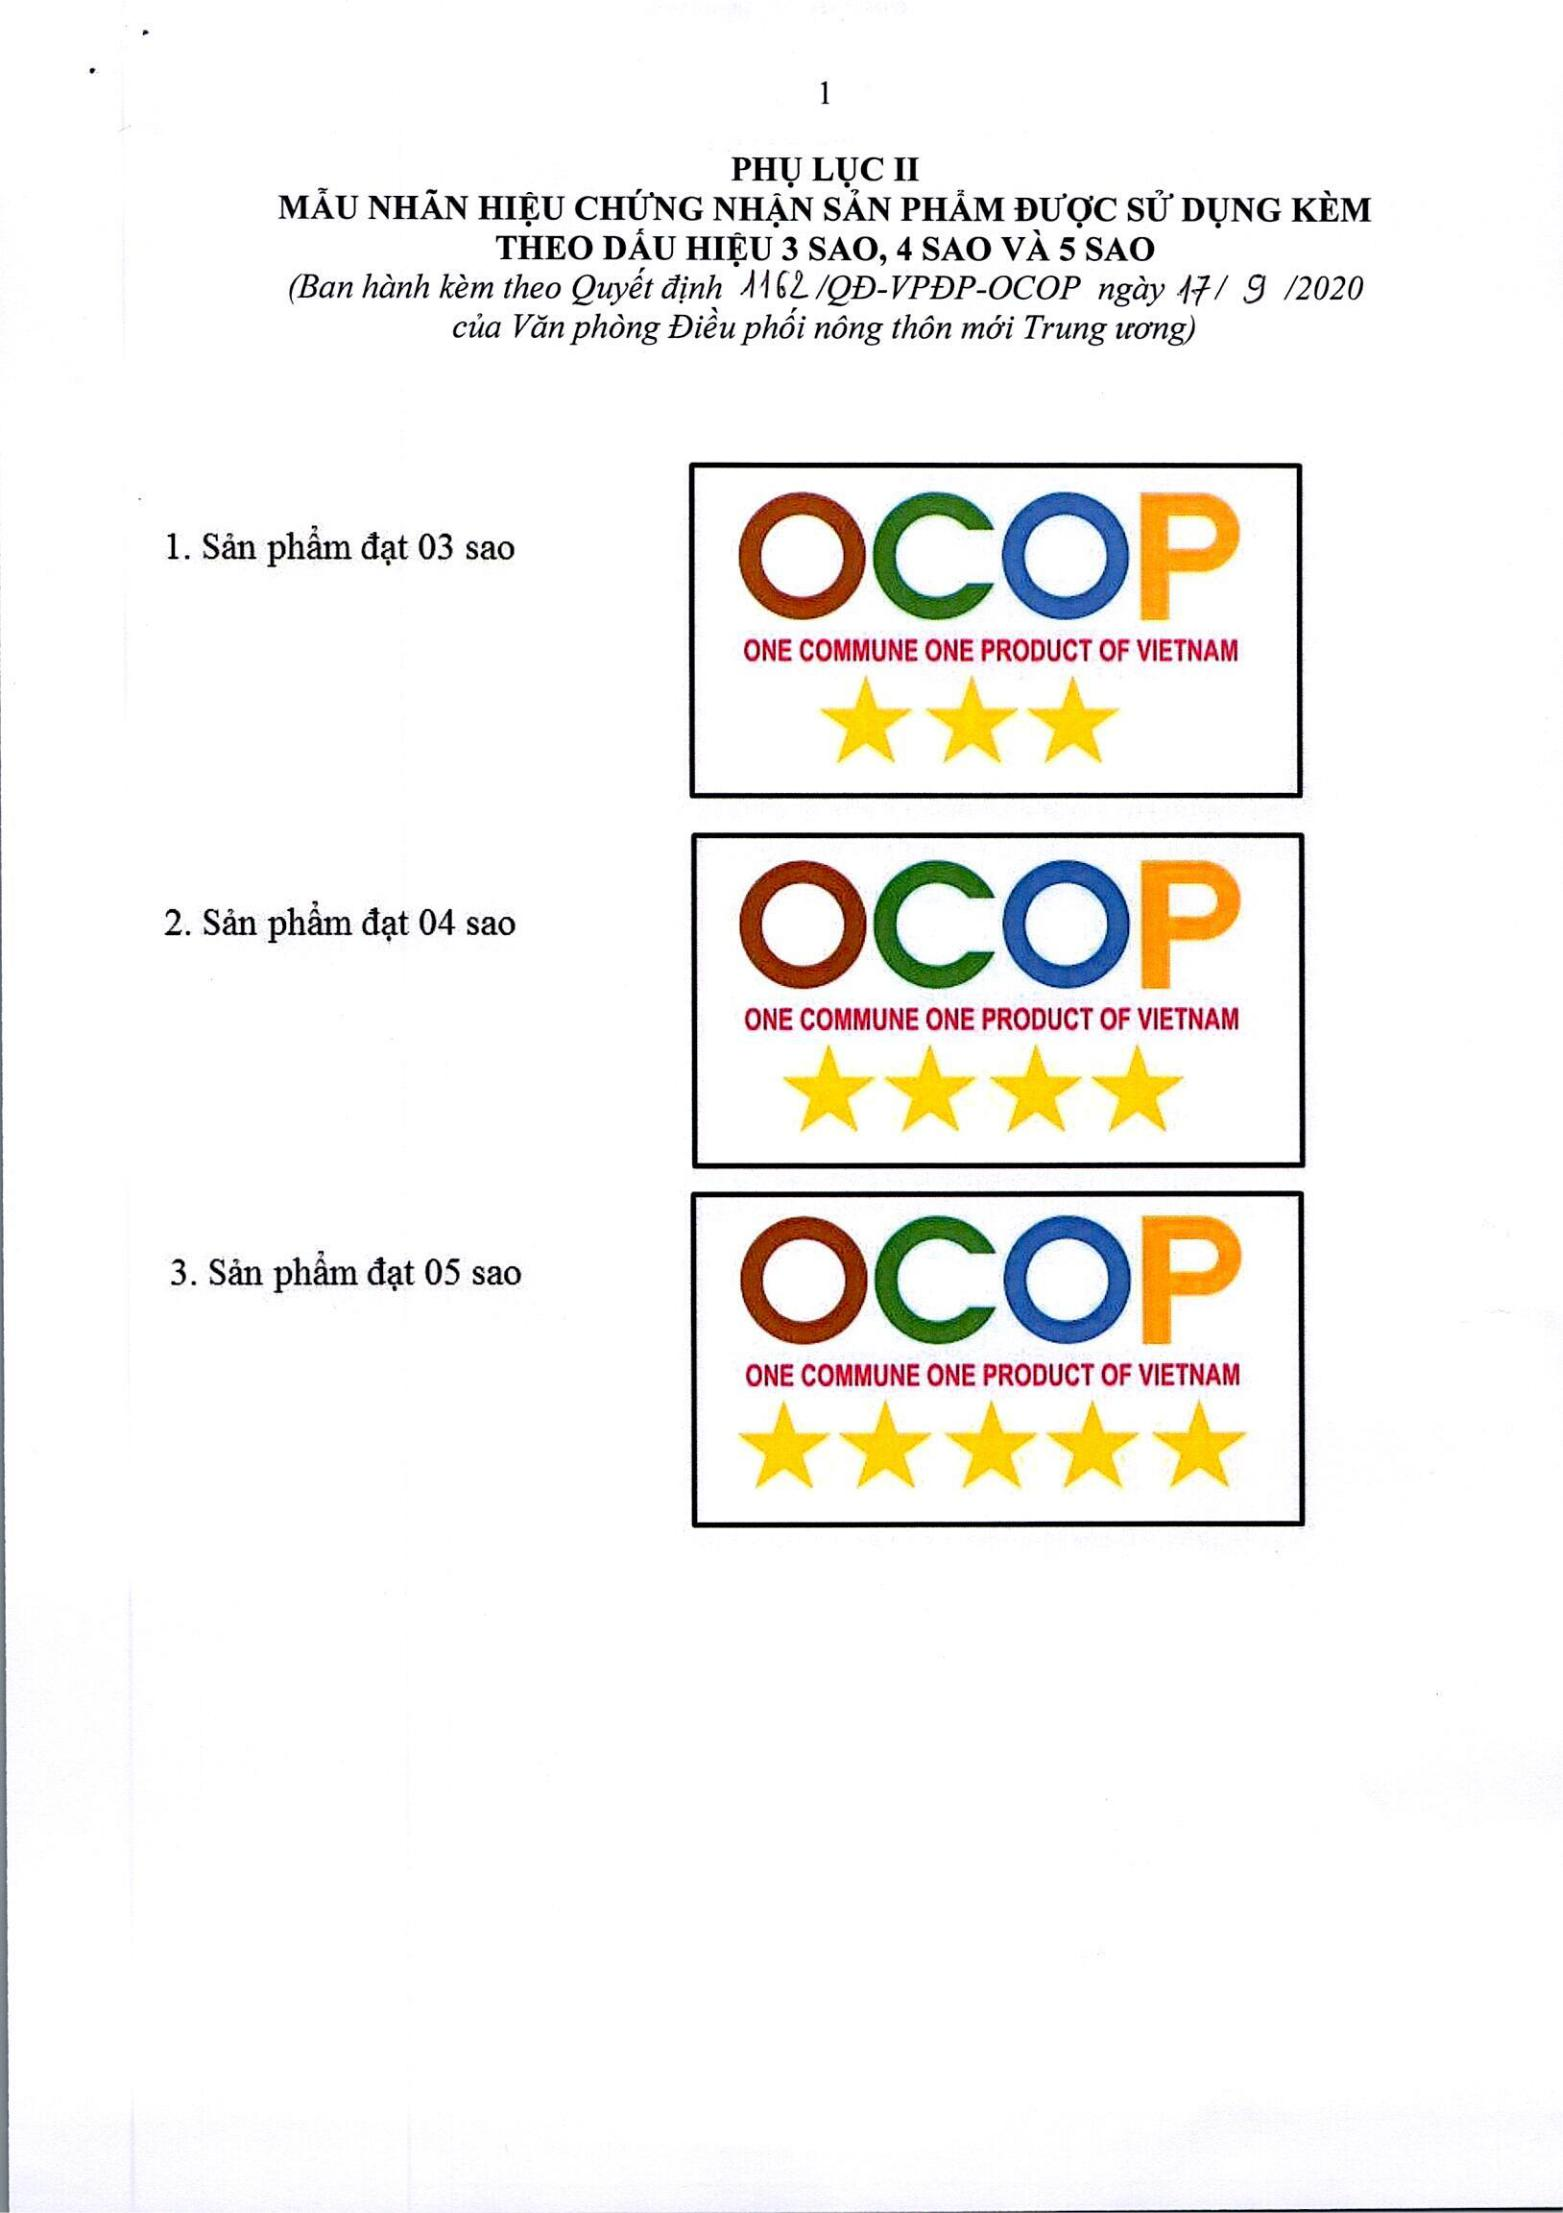 1
PHỤ LỤC II
MẪU NHÃN HIỆU CHỨNG NHẬN SẢN PHẨM ĐƯỢC SỬ DỤNG KÈM
THEO DẤU HIỆU 3 SAO, 4 SAO VÀ 5 SAO
(Ban hành kèm theo Quyết định 1162/QĐ-VPĐP-OCOP ngày 17/ 9 /2020
của Văn phòng Điều phối nông thôn mới Trung ương)
1. Sản phẩm đạt 03 sao
OCOP
ONE COMMUNE ONE PRODUCT OF VIETNAM
2. Sản phẩm đạt 04 sao
OCOP
ONE COMMUNE ONE PRODUCT OF VIETNAM
3. Sản phẩm đạt 05 sao
OCOP
ONE COMMUNE ONE PRODUCT OF VIETNAM